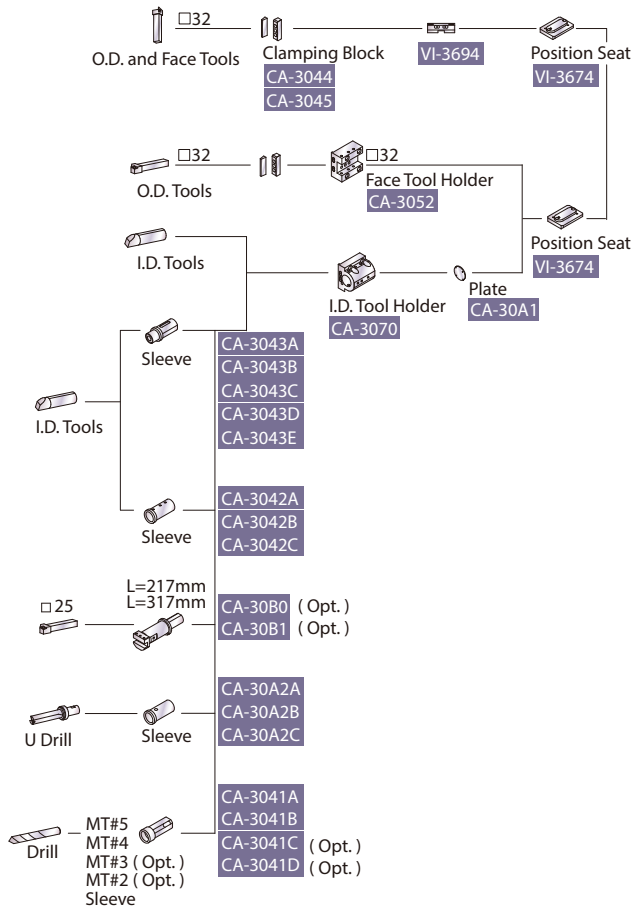 □32
O.D. and Face Tools
Clamping Block
CA-3044
CA-3045
VI-3694
Position Seat
VI-3674
□32
O.D. Tools
□32
Face Tool Holder
CA-3052
Position Seat
VI-3674
I.D. Tools
I.D. Tool Holder
CA-3070
Plate
CA-30A1
Sleeve
CA-3043A
CA-3043B
CA-3043C
CA-3043D
CA-3043E
I.D. Tools
Sleeve
CA-3042A
CA-3042B
CA-3042C
□25
L=217mm
L=317mm
CA-30B0 ( Opt. )
CA-30B1 ( Opt. )
U Drill
Sleeve
CA-30A2A
CA-30A2B
CA-30A2C
Drill
MT#5
MT#4
MT#3 ( Opt. )
MT#2 ( Opt. )
Sleeve
CA-3041A
CA-3041B
CA-3041C ( Opt. )
CA-3041D ( Opt. )